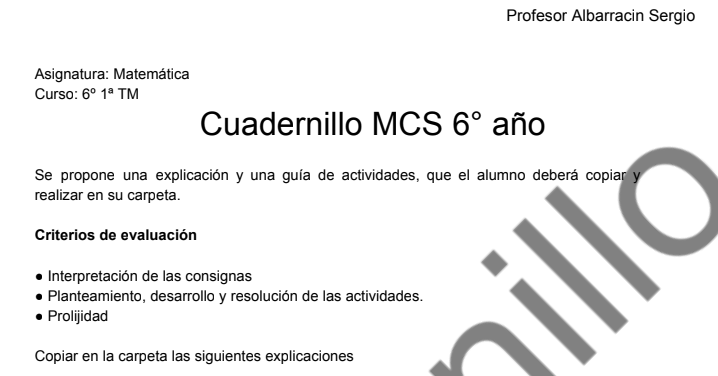 Profesor Albarracin Sergio
Asignatura: Matemática
Curso: 6º 1ª TM
Cuadernillo MCS 6° año
Se propone una explicación y una guía de actividades, que el alumno deberá copiar y
realizar en su carpeta.
Criterios de evaluación
● Interpretación de las consignas
● Planteamiento, desarrollo y resolución de las actividades.
● Prolijidad
Copiar en la carpeta las siguientes explicaciones
nillo